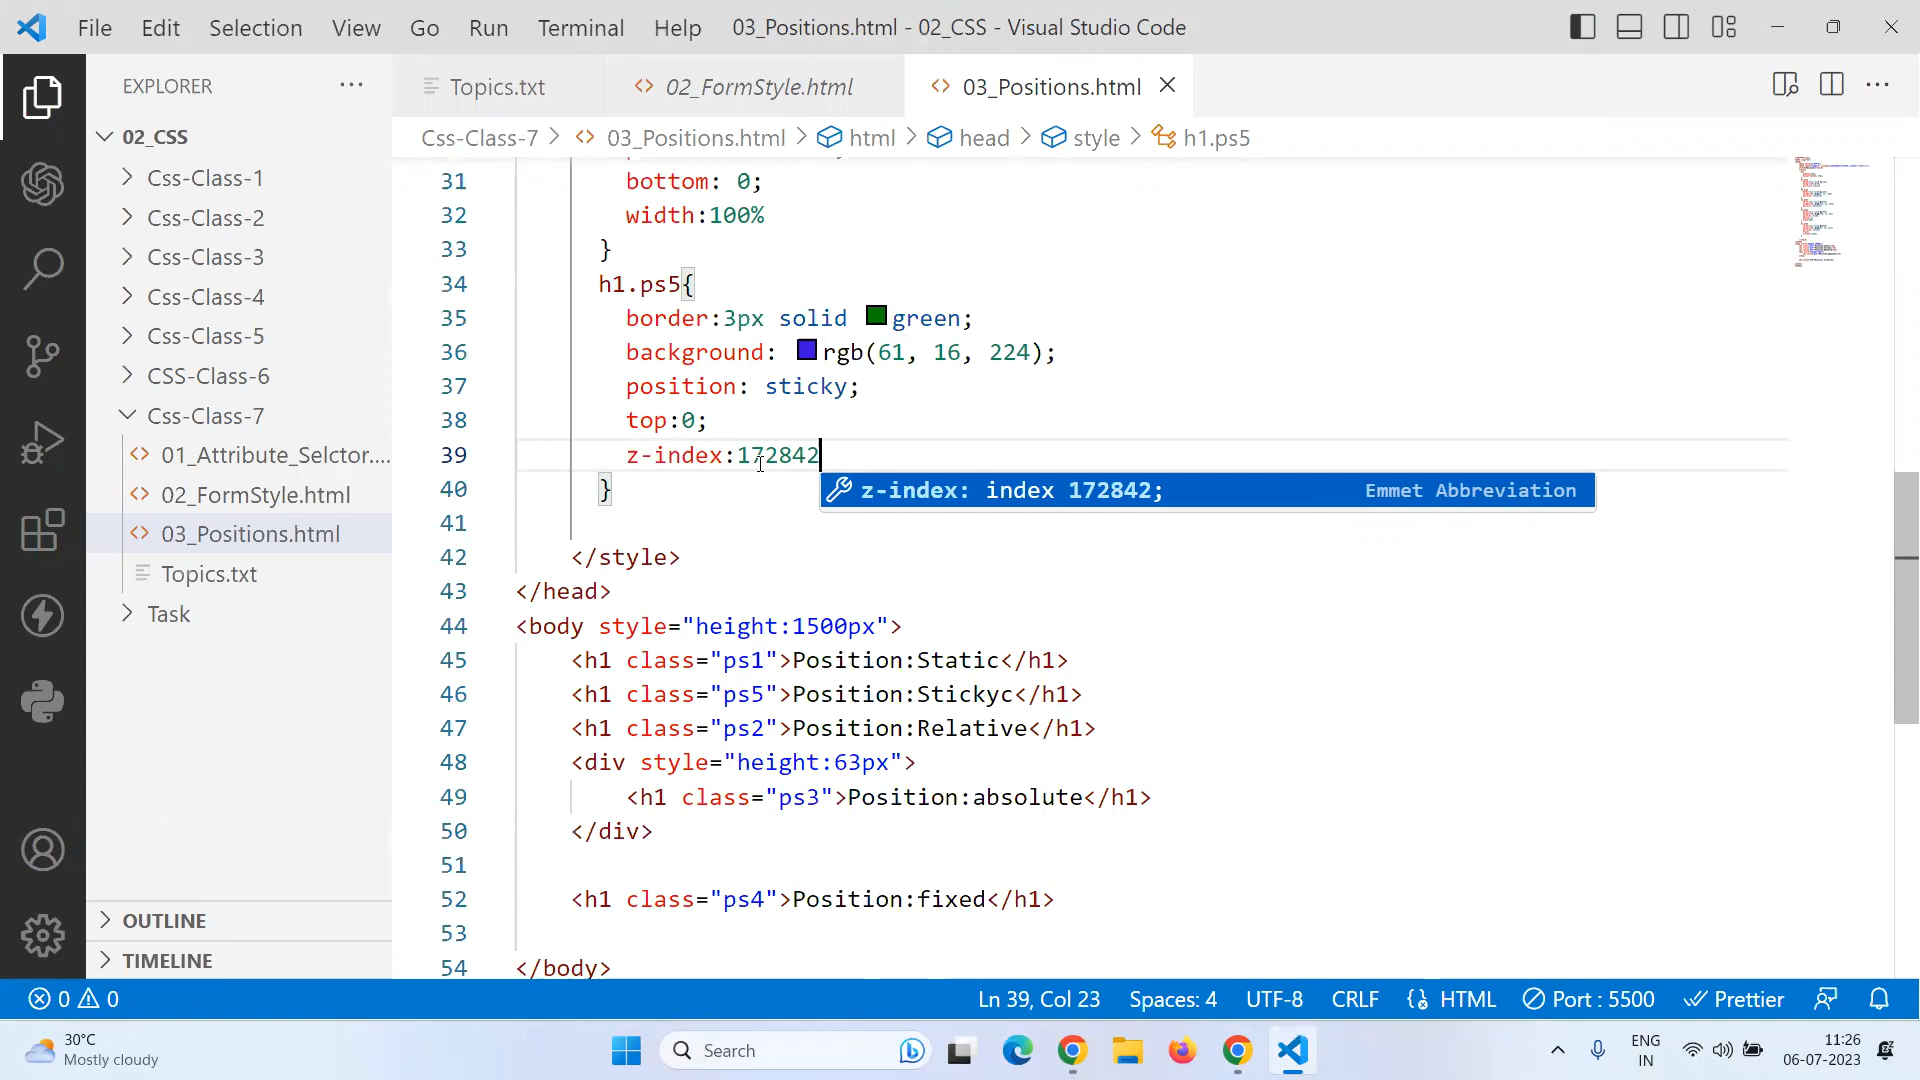 File Edit Selection View Go Run Terminal Help 03_Positions.html - 02_CSS - Visual Studio Code
EXPLORER
Topics.txt
02_FormStyle.html
03_Positions.html
Css-Class-7 > 03_Positions.html > html > head > style > h1.ps5
02_CSS
Css-Class-1
Css-Class-2
Css-Class-3
Css-Class-4
Css-Class-5
CSS-Class-6
Css-Class-7
01_Attribute_Selctor....
02_FormStyle.html
03_Positions.html
Topics.txt
Task
OUTLINE
TIMELINE
31 bottom: 0;
32 width:100%
33 }
34 h1.ps5{
35 border:3px solid green;
36 background: rgb(61, 16, 224);
37 position: sticky;
38 top:0;
39 z-index:172842
z-index: index 172842; Emmet Abbreviation
40 }
41
42 </style>
43 </head>
44 <body style="height:1500px">
45 <h1 class="ps1">Position:Static</h1>
46 <h1 class="ps5">Position:Stickyc</h1>
47 <h1 class="ps2">Position:Relative</h1>
48 <div style="height:63px">
49 <h1 class="ps3">Position:absolute</h1>
50 </div>
51
52 <h1 class="ps4">Position:fixed</h1>
53
54 </body>
0 0 Ln 39, Col 23 Spaces: 4 UTF-8 CRLF HTML Port : 5500 Prettier
30°C
Mostly cloudy
Search
ENG
IN
11:26
06-07-2023